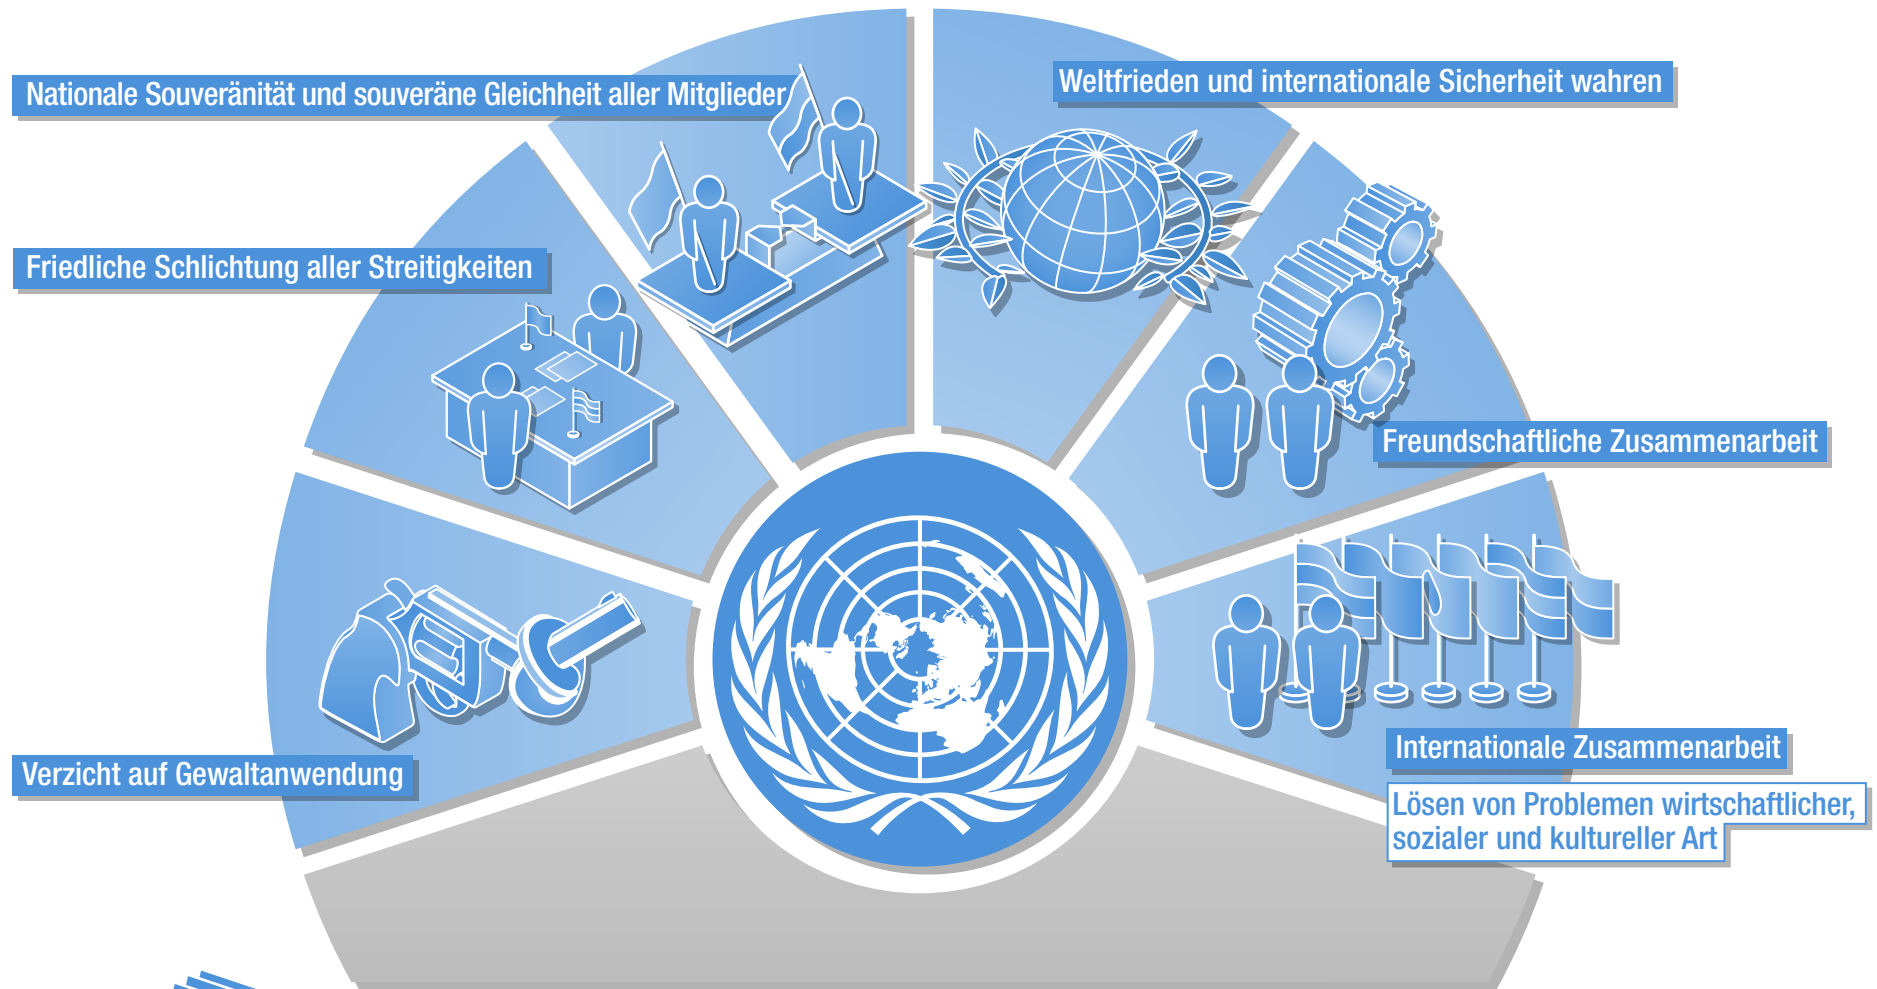 Nationale Souveränität und souveräne Gleichheit aller Mitglieder
Weltfrieden und internationale Sicherheit wahren
Friedliche Schlichtung aller Streitigkeiten
Freundschaftliche Zusammenarbeit
Verzicht auf Gewaltanwendung
Internationale Zusammenarbeit
Lösen von Problemen wirtschaftlicher,
sozialer und kultureller Art